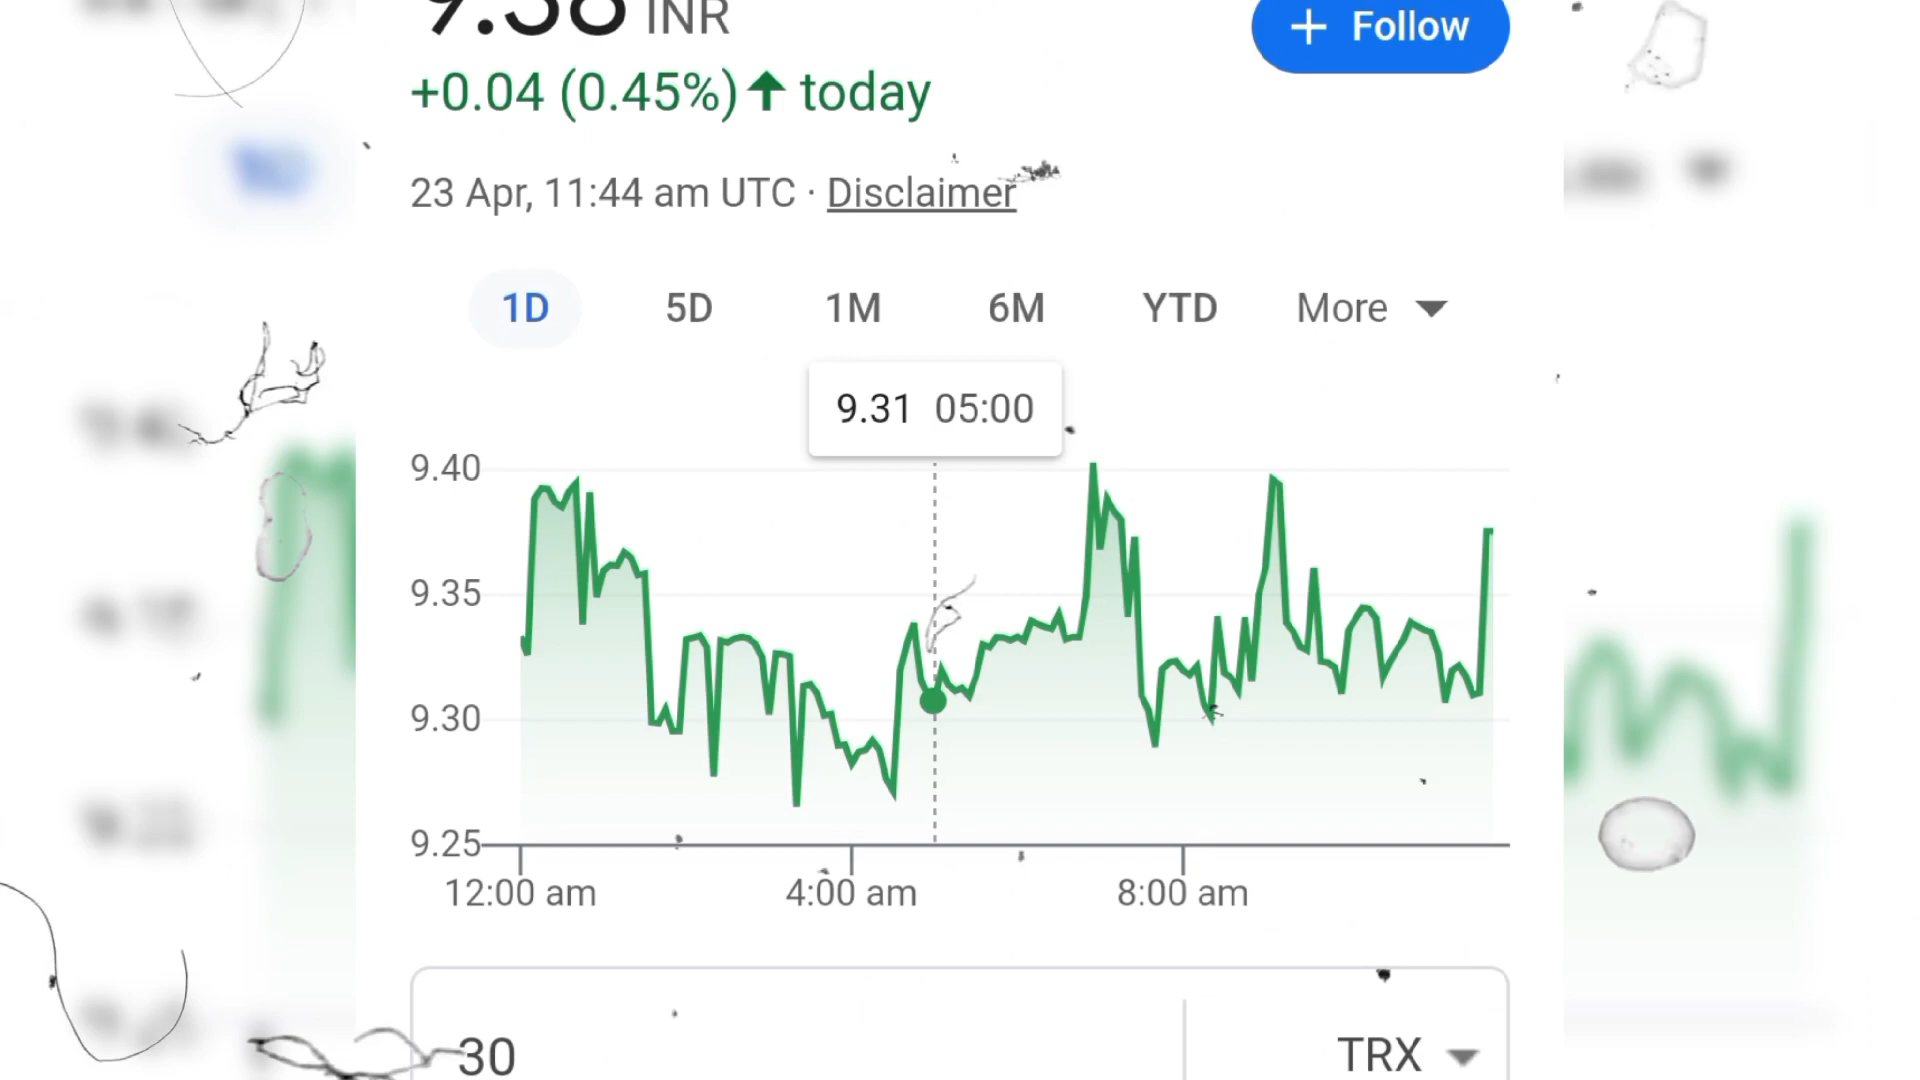 9.38 INR
+ Follow
+0.04 (0.45%) ↑ today
23 Apr, 11:44 am UTC · Disclaimer
1D 5D 1M 6M YTD More
9.31 05:00
9.40
9.35
9.30
9.25
12:00 am 4:00 am 8:00 am
30 TRX